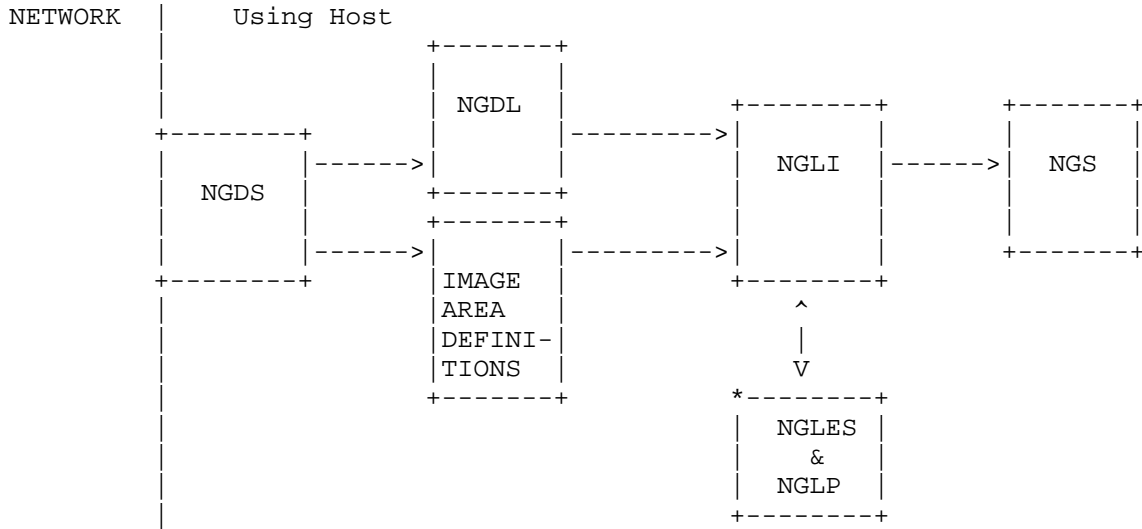 NETWORK Using Host
NGDL
NGLI NGS
NGDS
IMAGE
AREA
DEFINI-
TIONS
NGLES
&
NGLP